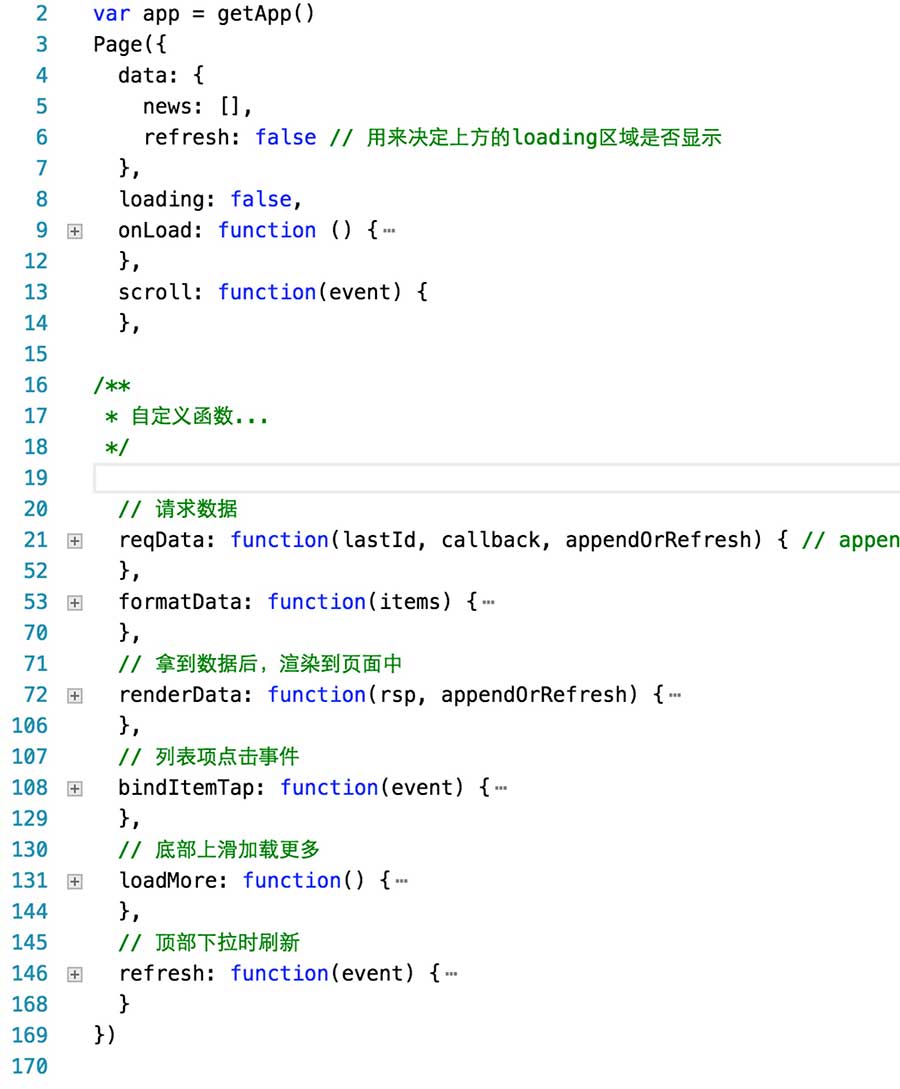 2 var app = getApp()
3 Page({
4 data: {
5 news: [],
6 refresh: false // 用来决定上方的loading区域是否显示
7 },
8 loading: false,
9 onLoad: function () {…
12 },
13 scroll: function(event) {
14 },
15
16 /**
17 * 自定义函数...
18 */
19
20 // 请求数据
21 reqData: function(lastId, callback, appendOrRefresh) { // appen
52 },
53 formatData: function(items) {…
70 },
71 // 拿到数据后，渲染到页面中
72 renderData: function(rsp, appendOrRefresh) {…
106 },
107 // 列表项点击事件
108 bindItemTap: function(event) {…
129 },
130 // 底部上滑加载更多
131 loadMore: function() {…
144 },
145 // 顶部下拉时刷新
146 refresh: function(event) {…
168 }
169 })
170